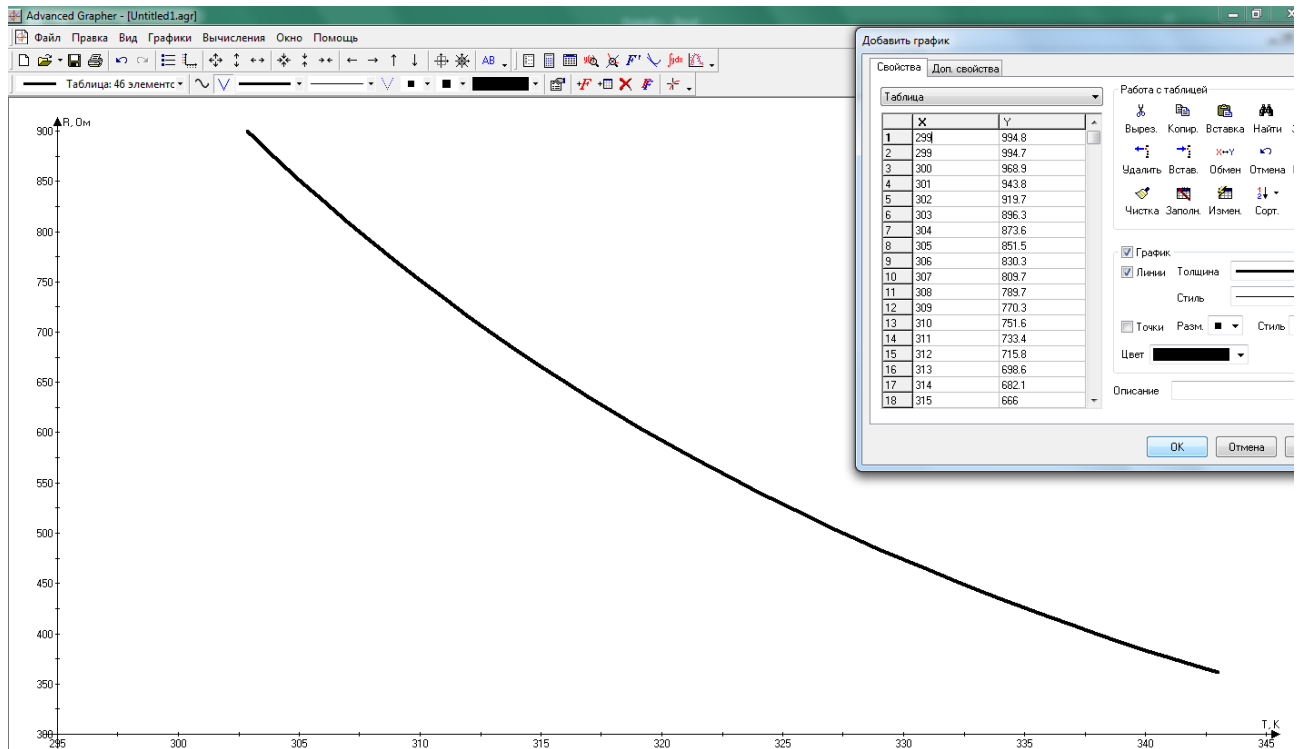 Advanced Grapher - [Untitled1.agr]
Файл Правка Вид Графики Вычисления Окно Помощь
Таблица: 46 элементс
R, Ом
900
850
800
750
700
650
600
550
500
450
400
350
300
295 300 305 310 315 320 325 330 335 340 345
T, K
Добавить график
Свойства Доп. свойства
Таблица
X Y
1 299 994.8
2 299 994.7
3 300 968.9
4 301 943.8
5 302 919.7
6 303 896.3
7 304 873.6
8 305 851.5
9 306 830.3
10 307 809.7
11 308 789.7
12 309 770.3
13 310 751.6
14 311 733.4
15 312 715.8
16 313 698.6
17 314 682.1
18 315 666
Работа с таблицей
Вырез. Копир. Вставка Найти
Удалить Встав. Обмен Отмена
Чистка Заполн. Измен. Сорт.
График
Линии Толщина
Стиль
Точки Разм. Стиль
Цвет
Описание
OK Отмена